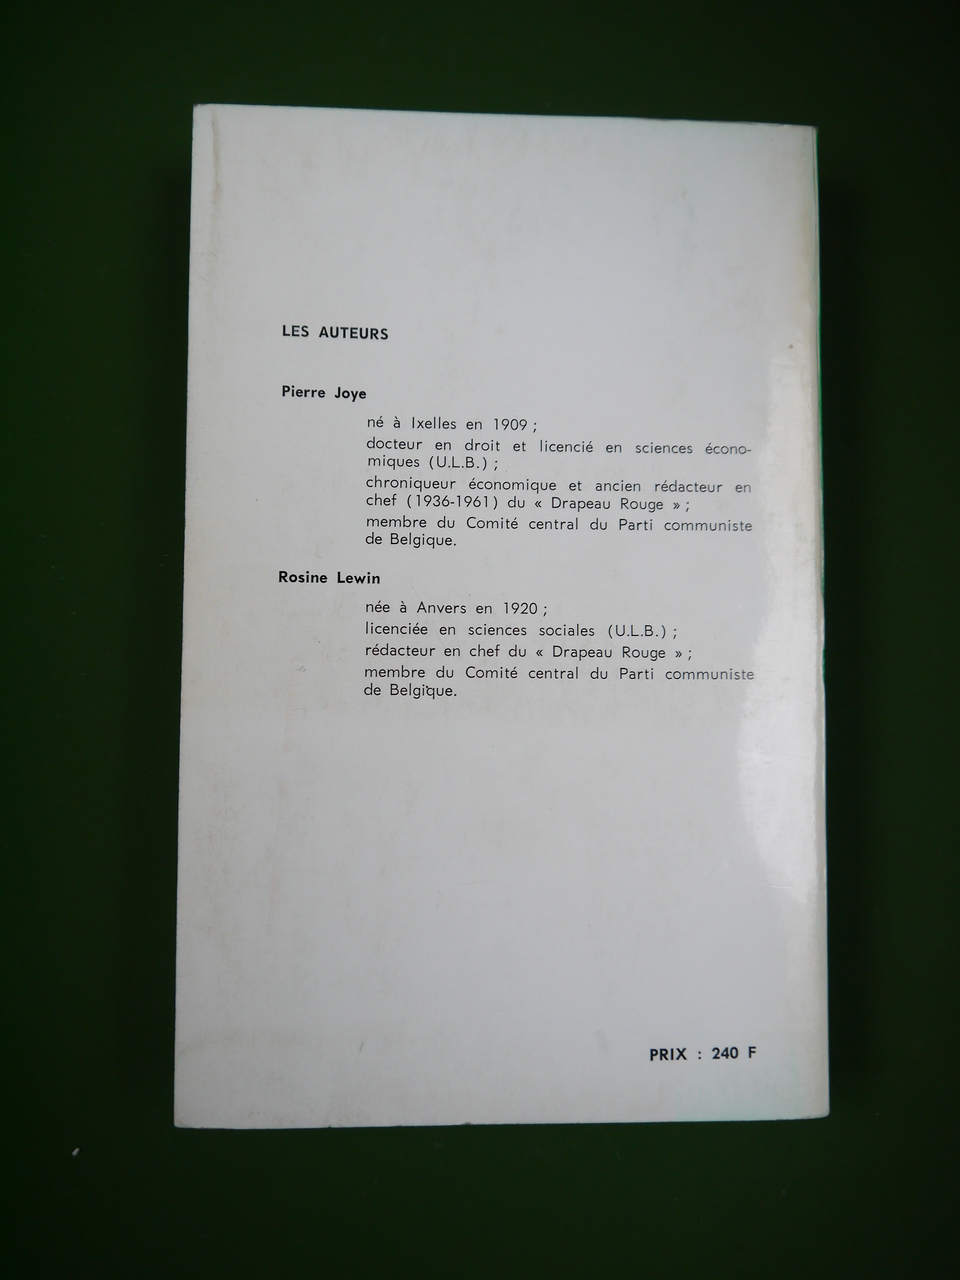 LES AUTEURS
Pierre Joye
né à Ixelles en 1909 ;
docteur en droit et licencié en sciences écono-
miques (U.L.B.) ;
chroniqueur économique et ancien rédacteur en
chef (1936-1961) du « Drapeau Rouge » ;
membre du Comité central du Parti communiste
de Belgique.
Rosine Lewin
née à Anvers en 1920 ;
licenciée en sciences sociales (U.L.B.) ;
rédacteur en chef du « Drapeau Rouge » ;
membre du Comité central du Parti communiste
de Belgique.
PRIX : 240 F